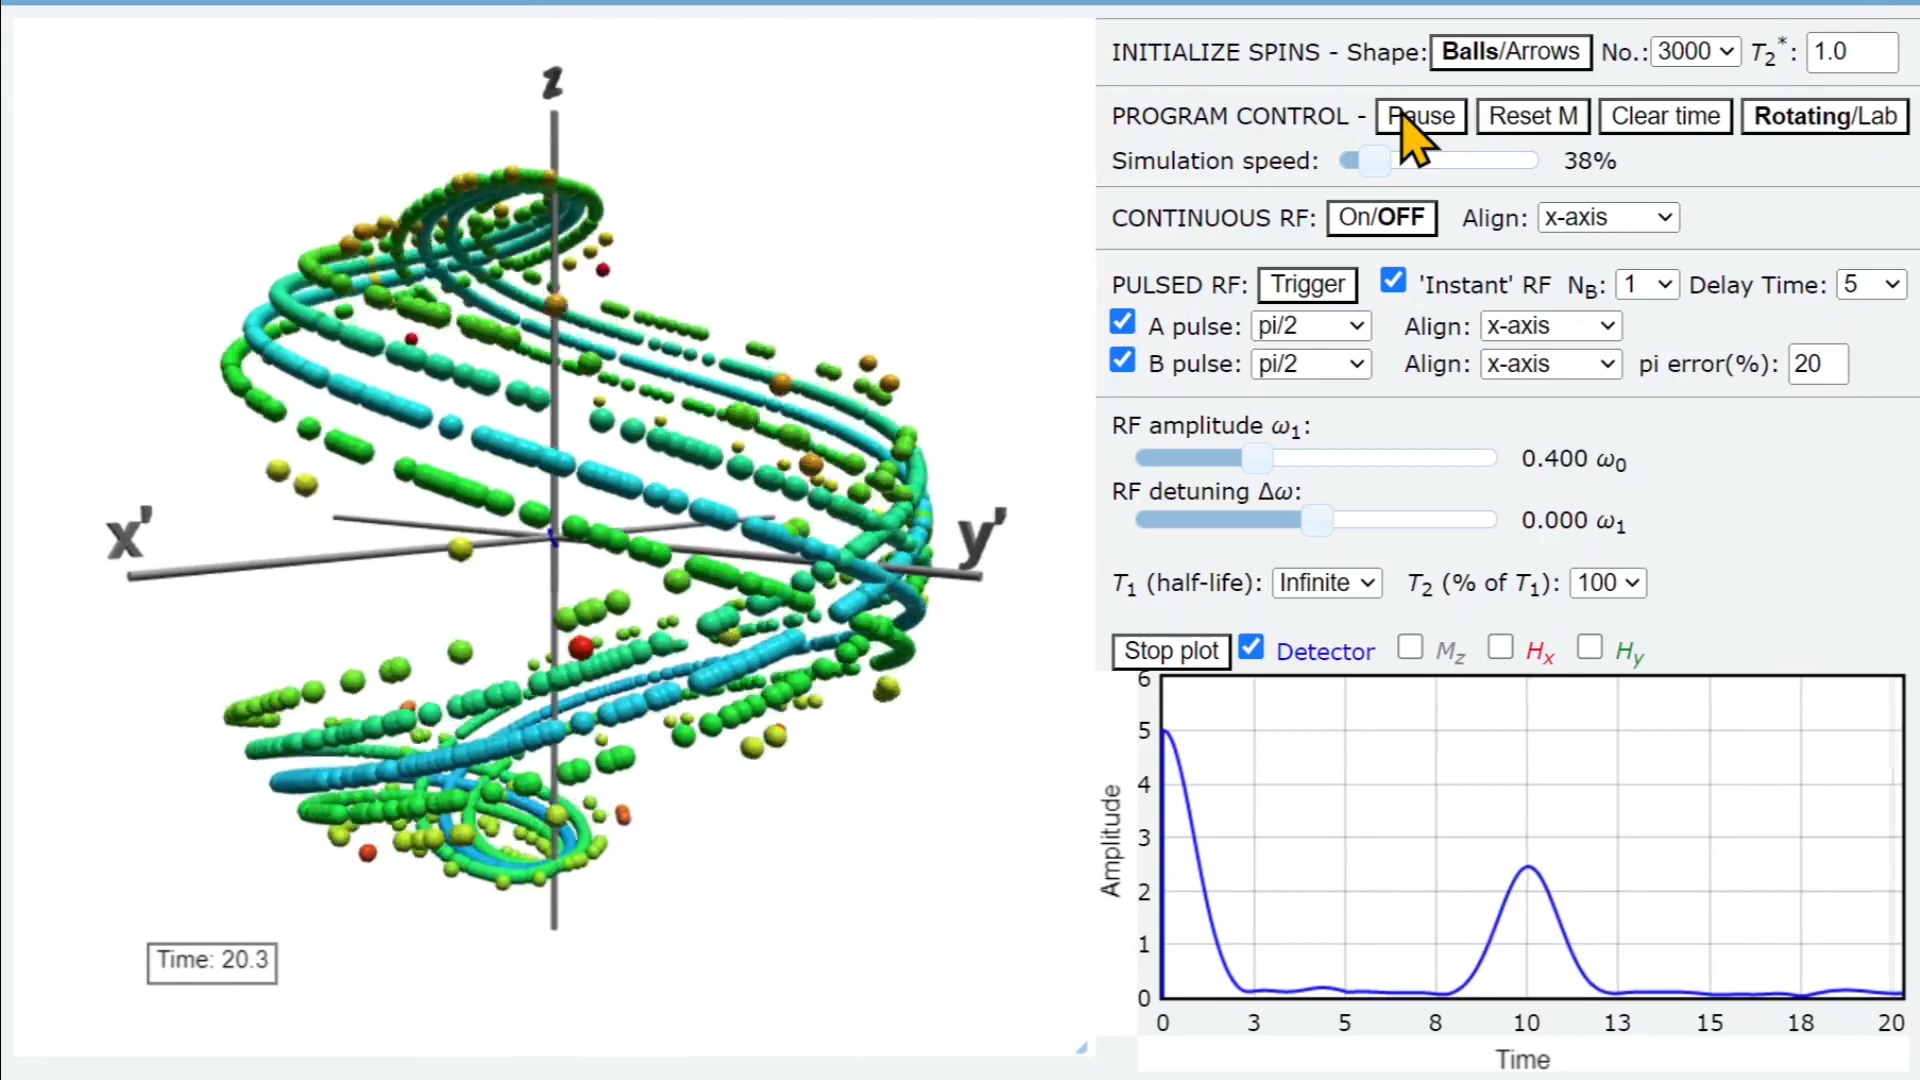 z
x'
y'
Time: 20.3
INITIALIZE SPINS - Shape: Balls/Arrows No.: 3000 T2*: 1.0
PROGRAM CONTROL - Pause Reset M Clear time Rotating/Lab
Simulation speed: 38%
CONTINUOUS RF: On/OFF Align: x-axis
PULSED RF: Trigger 'Instant' RF NB: 1 Delay Time: 5
A pulse: pi/2 Align: x-axis
B pulse: pi/2 Align: x-axis pi error(%): 20
RF amplitude ω1:
0.400 ω0
RF detuning Δω:
0.000 ω1
T1 (half-life): Infinite T2 (% of T1): 100
Stop plot Detector Mz Hx Hy
6
5
4
3
2
1
0
Amplitude
0 3 5 8 10 13 15 18 20
Time